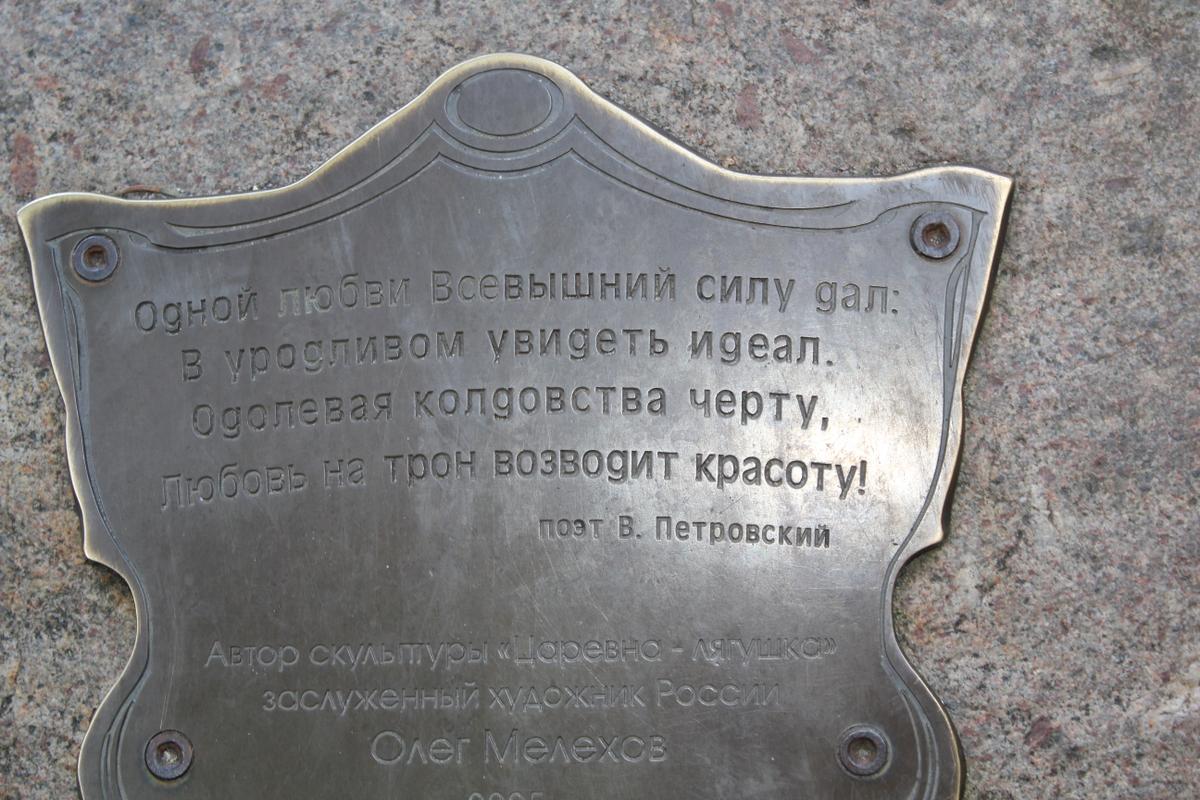 Одной любви Всевышний силу дал:
В уродливом увидеть идеал.
Одолевая колдовства черту,
Любовь на трон возводит красоту!
поэт В. Петровский
Автор скульптуры «Царевна - лягушка»
заслуженный художник России
Олег Мелехов